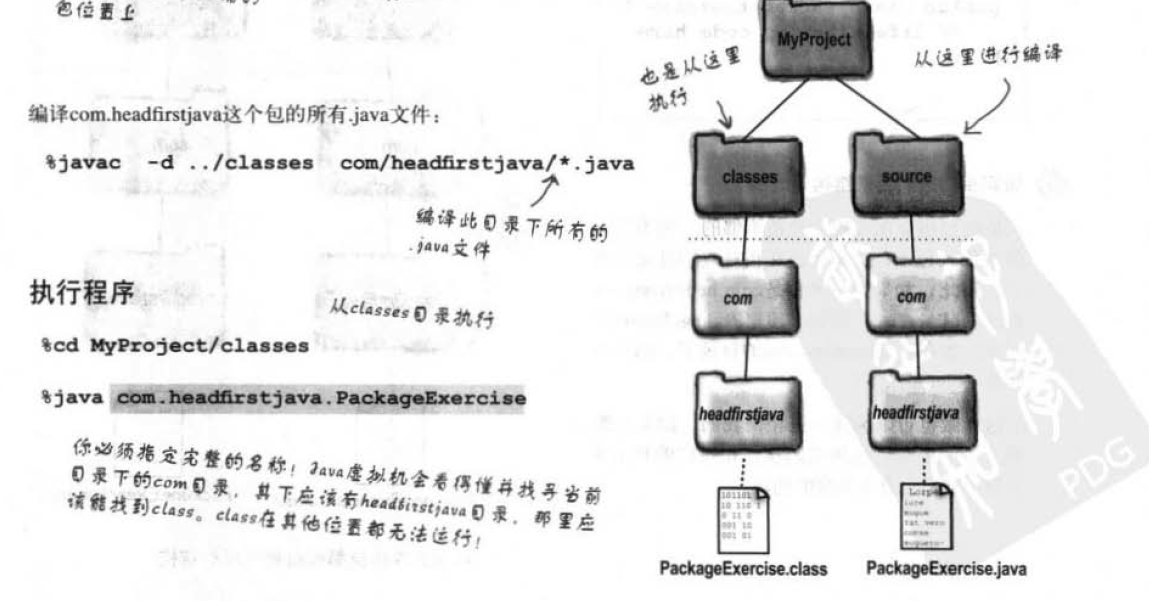 包位置上
编译com.headfirstjava这个包的所有.java文件：
%javac -d ../classes com/headfirstjava/*.java
编译此目录下所有的
.java文件
执行程序
从classes目录执行
%cd MyProject/classes
%java com.headfirstjava.PackageExercise
你必须指定完整的名称！Java虚拟机会看得懂并找寻当前
目录下的com目录，其下应该有headfirstjava目录，那里应
该能找到class。class在其他位置都无法运行！
MyProject
也是从这里
执行
从这里进行编译
classes
source
com
com
headfirstjava
headfirstjava
101101
10 110 1
0 11 0
001 10
001 01
PackageExercise.class
PackageExercise.java
PDG